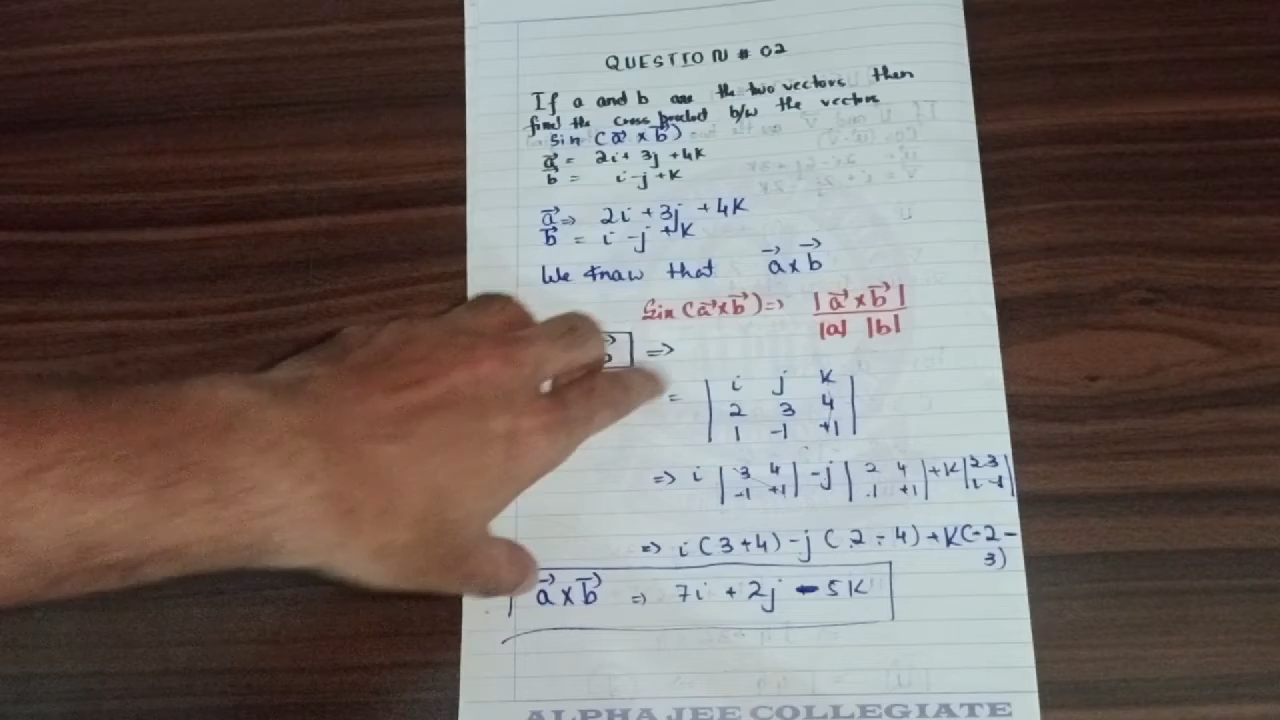 QUESTION # 02
If a and b are the two vectors then
find the cross product b/w the vectors
Sin (a⃗ x b⃗)
a⃗ = 2i + 3j + 4K
b⃗ = i - j + K
a⃗ => 2i + 3j + 4K
b⃗ = i - j + K
We know that a⃗ x b⃗
Sin (a⃗ x b⃗) => |a⃗ x b⃗| / |a| |b|
=>
= | i j K |
| 2 3 4 |
| 1 -1 +1 |
=> i | 3 4 | - j | 2 4 | + K | 2 3 |
| -1 +1 | | 1 +1 | | 1 -1 |
=> i (3+4) - j (2 - 4) + K (-2 -
3)
a⃗ x b⃗ => 7i + 2j - 5K
ALPHA JEE COLLEGIATE